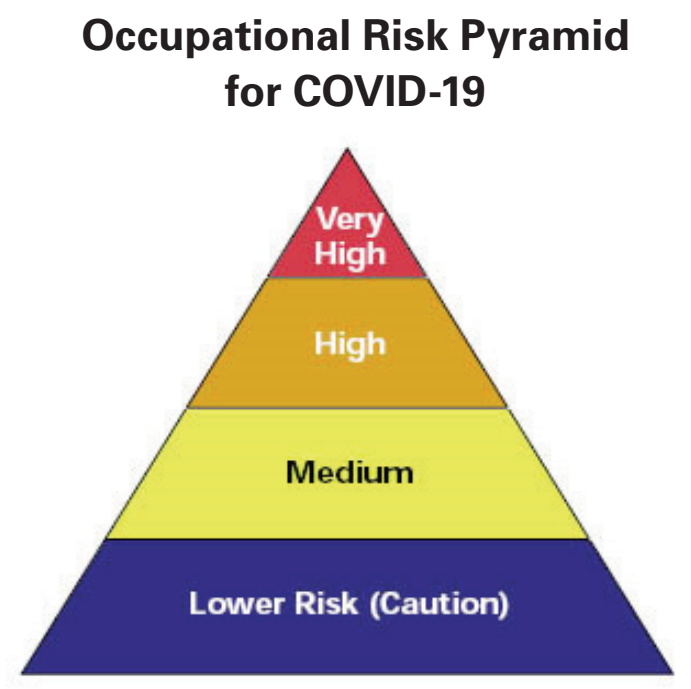 Occupational Risk Pyramid
for COVID-19
Very
High
High
Medium
Lower Risk (Caution)